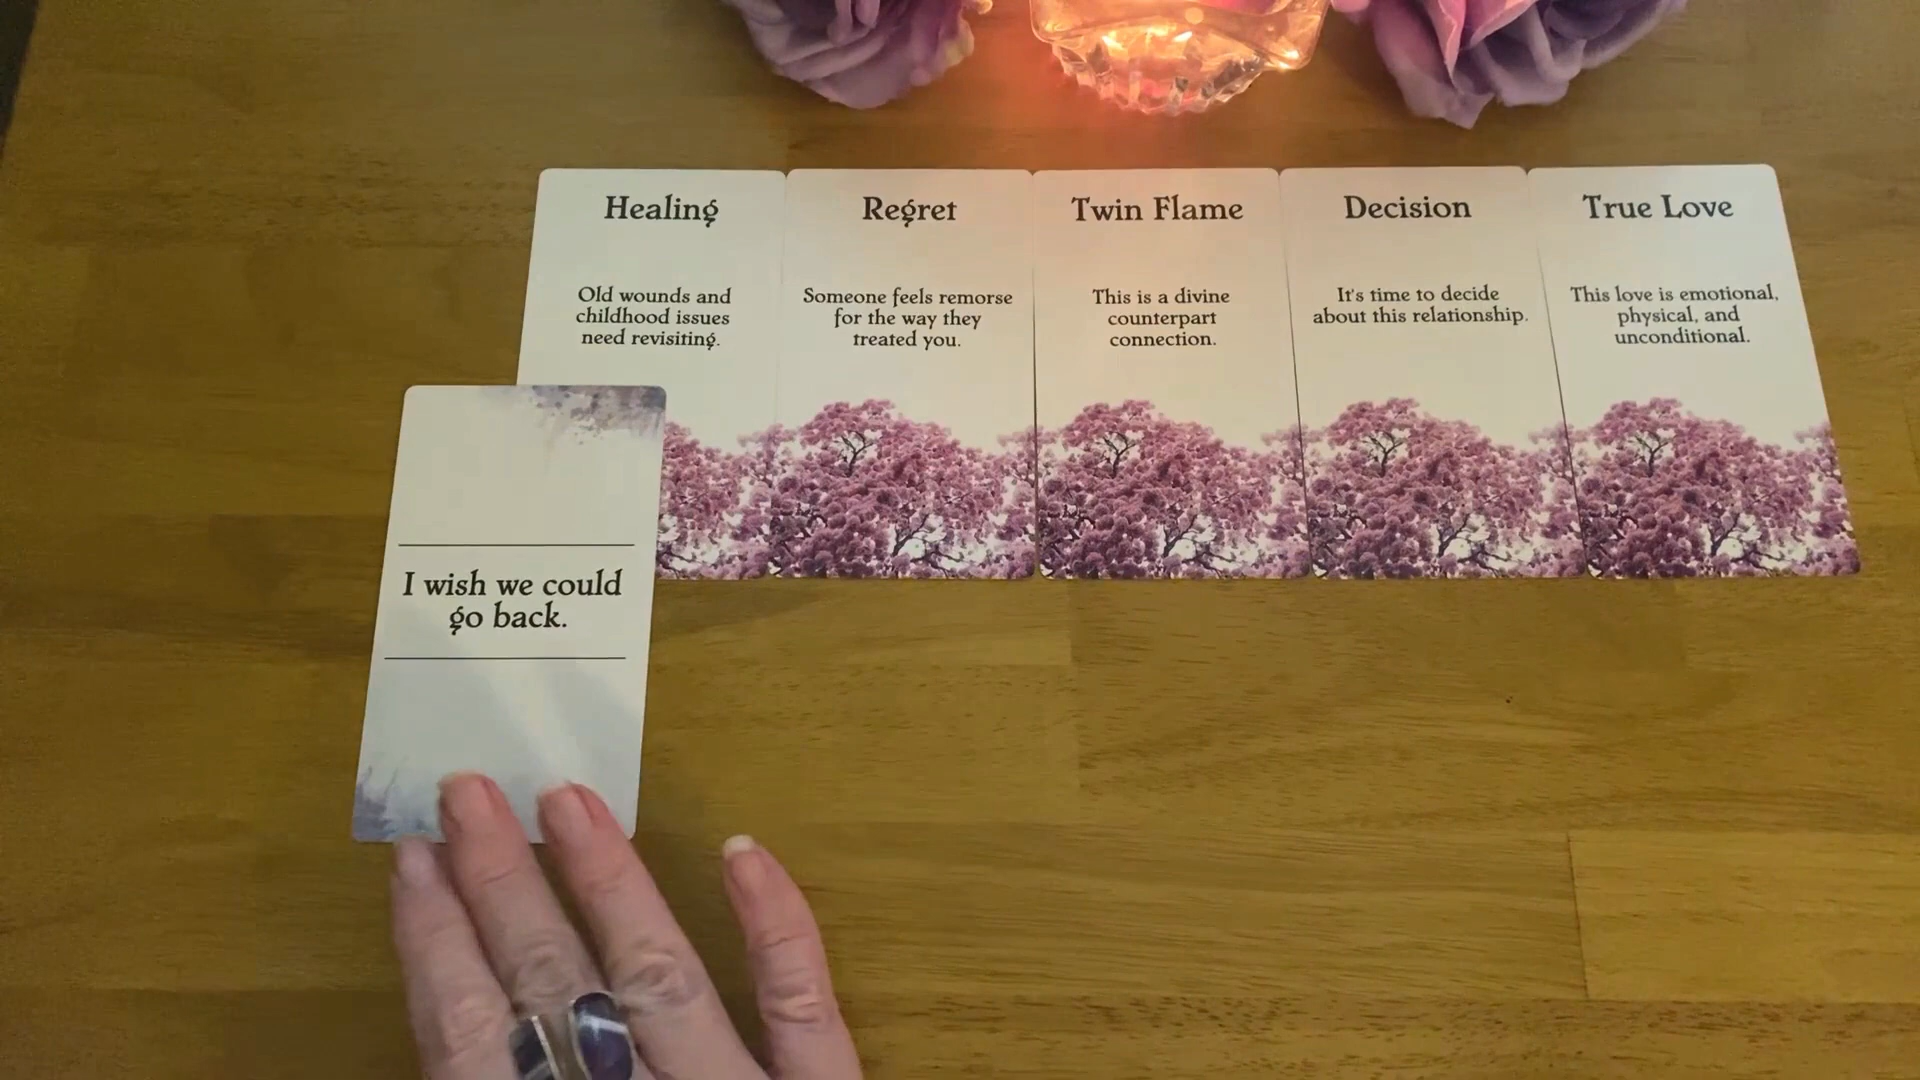 Healing
Old wounds and
childhood issues
need revisiting.
Regret
Someone feels remorse
for the way they
treated you.
Twin Flame
This is a divine
counterpart
connection.
Decision
It's time to decide
about this relationship.
True Love
This love is emotional,
physical, and
unconditional.
I wish we could
go back.